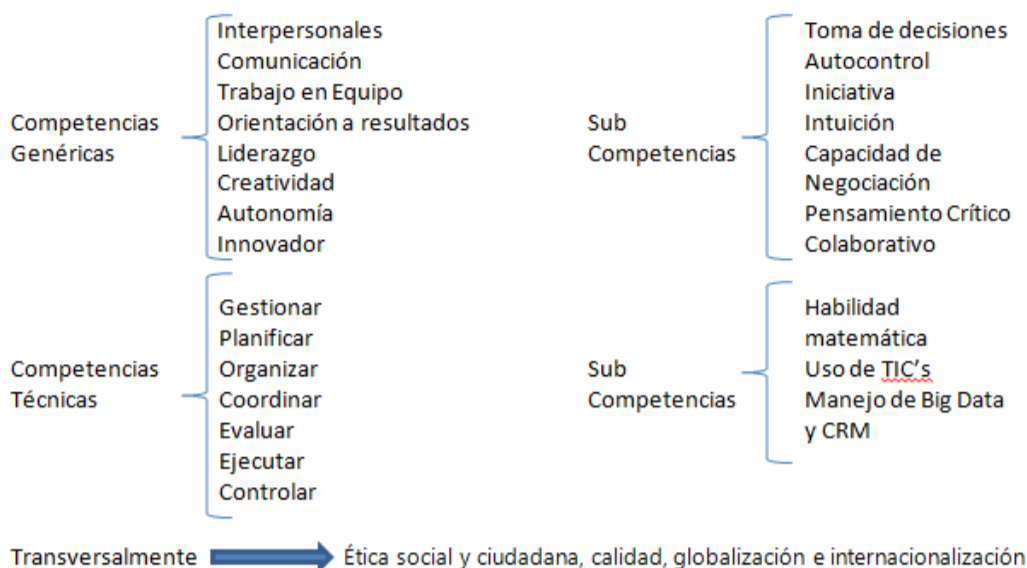 Competencias
Genéricas
Interpersonales
Comunicación
Trabajo en Equipo
Orientación a resultados
Liderazgo
Creatividad
Autonomía
Innovador
Sub
Competencias
Toma de decisiones
Autocontrol
Iniciativa
Intuición
Capacidad de
Negociación
Pensamiento Crítico
Colaborativo
Competencias
Técnicas
Gestionar
Planificar
Organizar
Coordinar
Evaluar
Ejecutar
Controlar
Sub
Competencias
Habilidad
matemática
Uso de TIC's
Manejo de Big Data
y CRM
Transversalmente Ética social y ciudadana, calidad, globalización e internacionalización